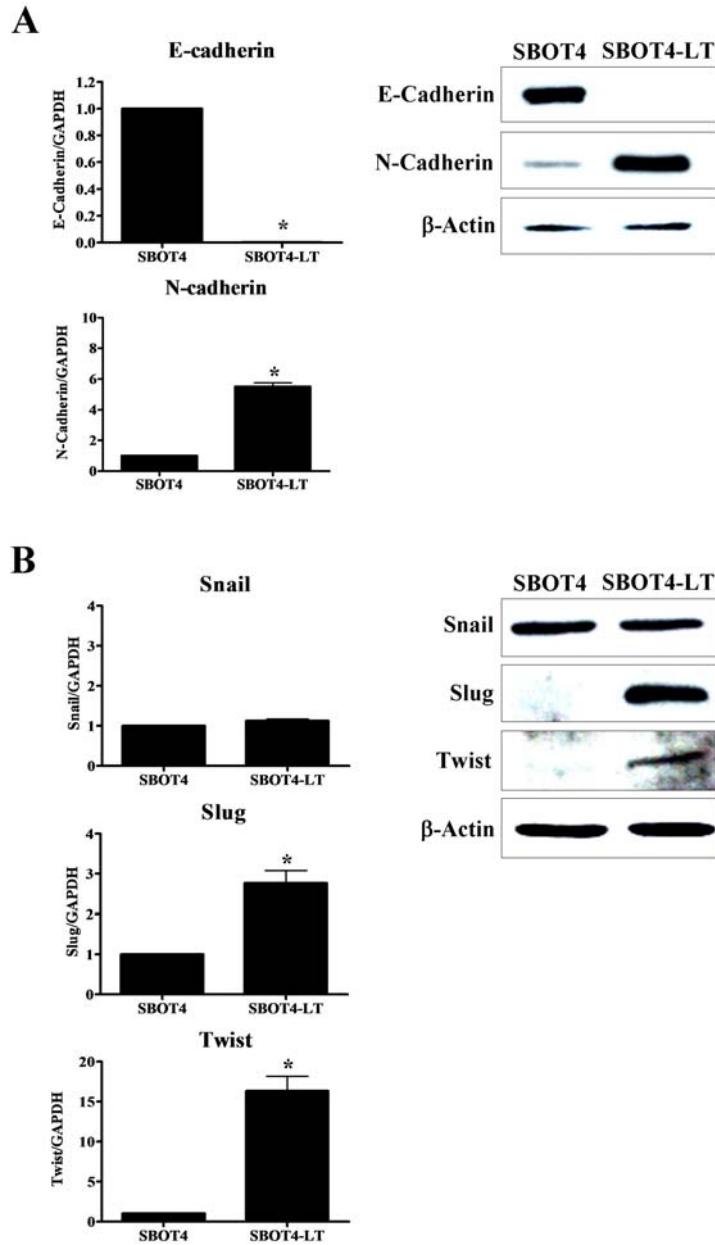 A
E-cadherin
E-Cadherin/GAPDH
1.2
1.0
0.8
0.6
0.4
0.2
0.0
*
SBOT4 SBOT4-LT
SBOT4 SBOT4-LT
E-Cadherin
N-Cadherin
β-Actin
N-cadherin
N-Cadherin/GAPDH
10
8
6
4
2
0
*
SBOT4 SBOT4-LT
B
Snail
Snail/GAPDH
4
3
2
1
0
SBOT4 SBOT4-LT
SBOT4 SBOT4-LT
Snail
Slug
Twist
β-Actin
Slug
Slug/GAPDH
4
3
2
1
0
*
SBOT4 SBOT4-LT
Twist
Twist/GAPDH
20
15
10
5
0
*
SBOT4 SBOT4-LT